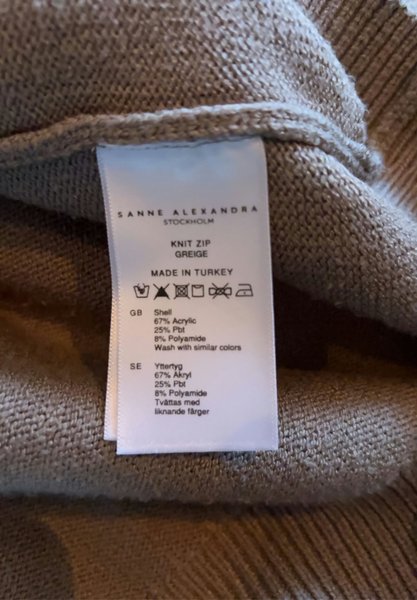 SANNE ALEXANDRA
STOCKHOLM
KNIT ZIP
GREIGE
MADE IN TURKEY
GB Shell
67% Acrylic
25% Pbt
8% Polyamide
Wash with similar colors
SE Yttertyg
67% Akryl
25% Pbt
8% Polyamide
Tvättas med
liknande färger